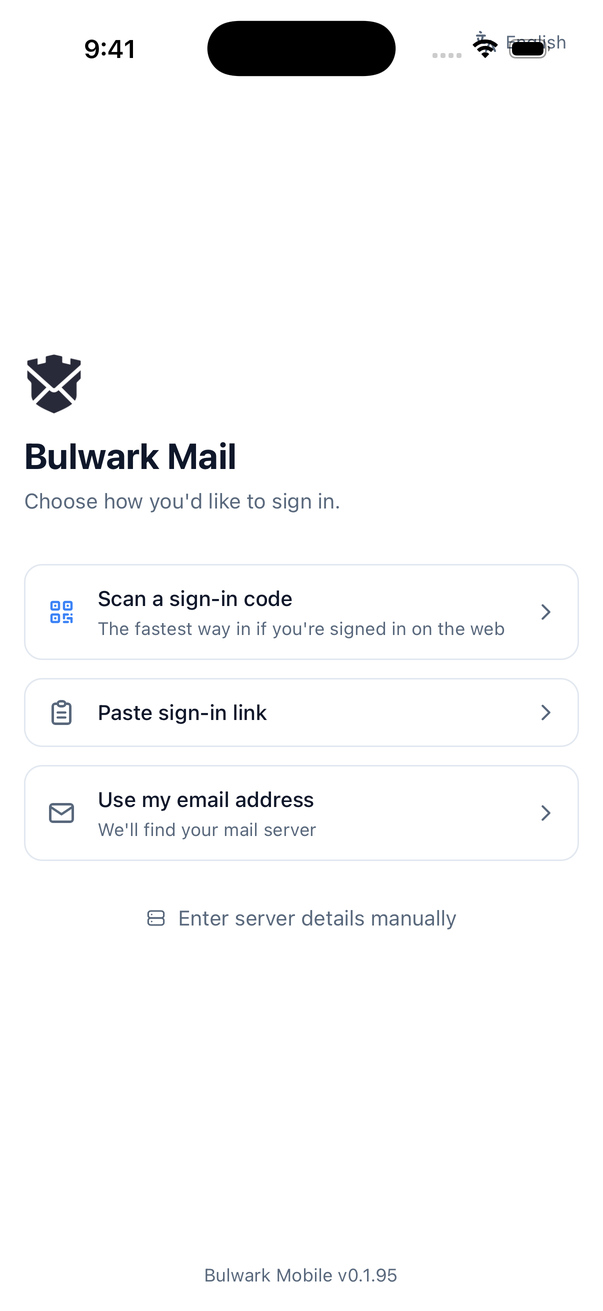 9:41
English
Bulwark Mail
Choose how you'd like to sign in.
Scan a sign-in code
The fastest way in if you're signed in on the web
Paste sign-in link
Use my email address
We'll find your mail server
Enter server details manually
Bulwark Mobile v0.1.95